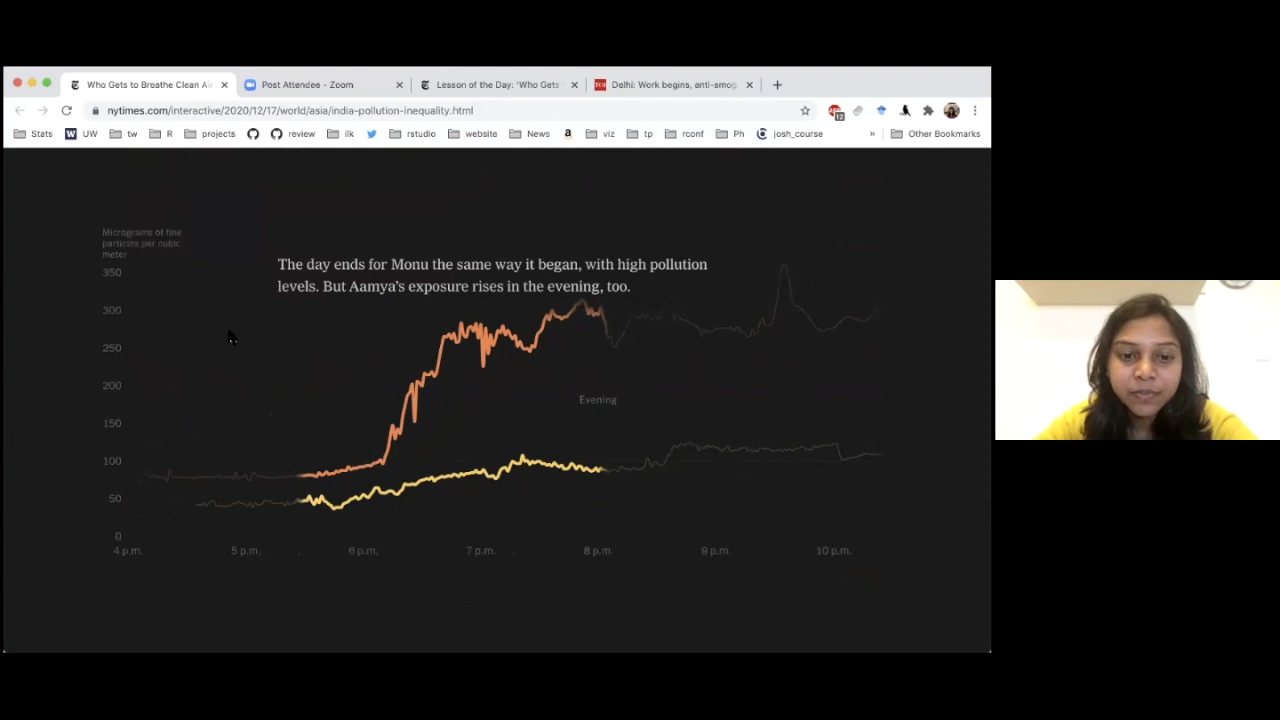 Who Gets to Breathe Clean Ai
Post Attendee - Zoom
Lesson of the Day: 'Who Gets
Delhi: Work begins, anti-smog
nytimes.com/interactive/2020/12/17/world/asia/india-pollution-inequality.html
Stats
W UW
tw
R
projects
review
ilk
rstudio
website
News
viz
tp
rconf
Ph
josh_course
»
Other Bookmarks
Micrograms of fine
particles per cubic
meter
The day ends for Monu the same way it began, with high pollution
levels. But Aamya's exposure rises in the evening, too.
350
300
250
200
150
100
50
0
Evening
4 p.m.
5 p.m.
6 p.m.
7 p.m.
8 p.m.
9 p.m.
10 p.m.